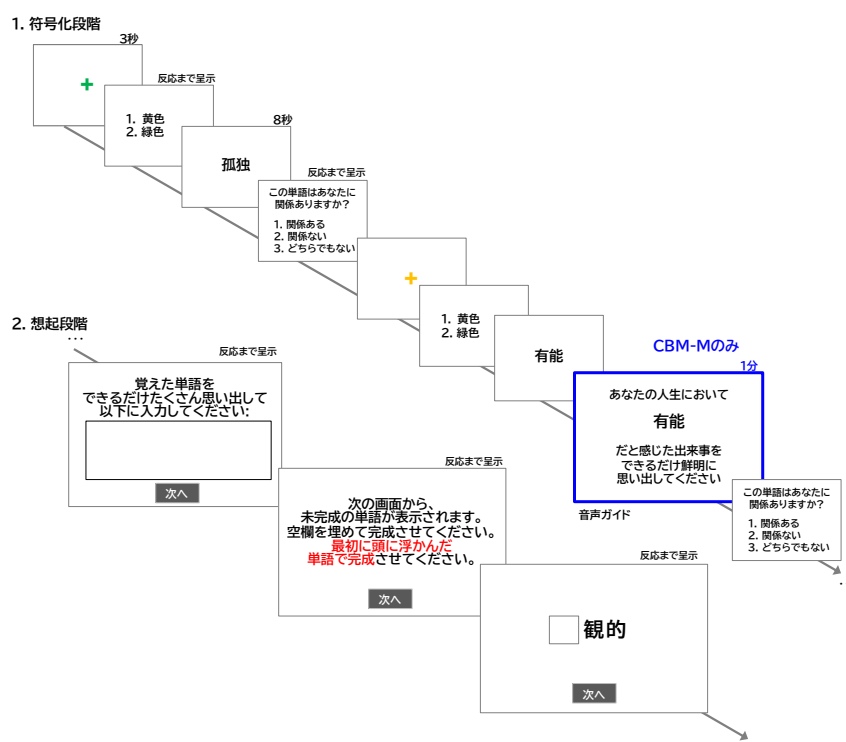 1. 符号化段階
3秒
+
反応まで呈示
1. 黄色
2. 緑色
8秒
孤独
反応まで呈示
この単語はあなたに
関係ありますか?
1. 関係ある
2. 関係ない
3. どちらでもない
+
1. 黄色
2. 緑色
有能
CBM-Mのみ
1分
あなたの人生において
有能
だと感じた出来事を
できるだけ鮮明に
思い出してください
音声ガイド
この単語はあなたに
関係ありますか?
1. 関係ある
2. 関係ない
3. どちらでもない
.
2. 想起段階
...
反応まで呈示
覚えた単語を
できるだけたくさん思い出して
以下に入力してください:
次へ
反応まで呈示
次の画面から、
未完成の単語が表示されます。
空欄を埋めて完成させてください。
最初に頭に浮かんだ
単語で完成させてください。
次へ
反応まで呈示
観的
次へ